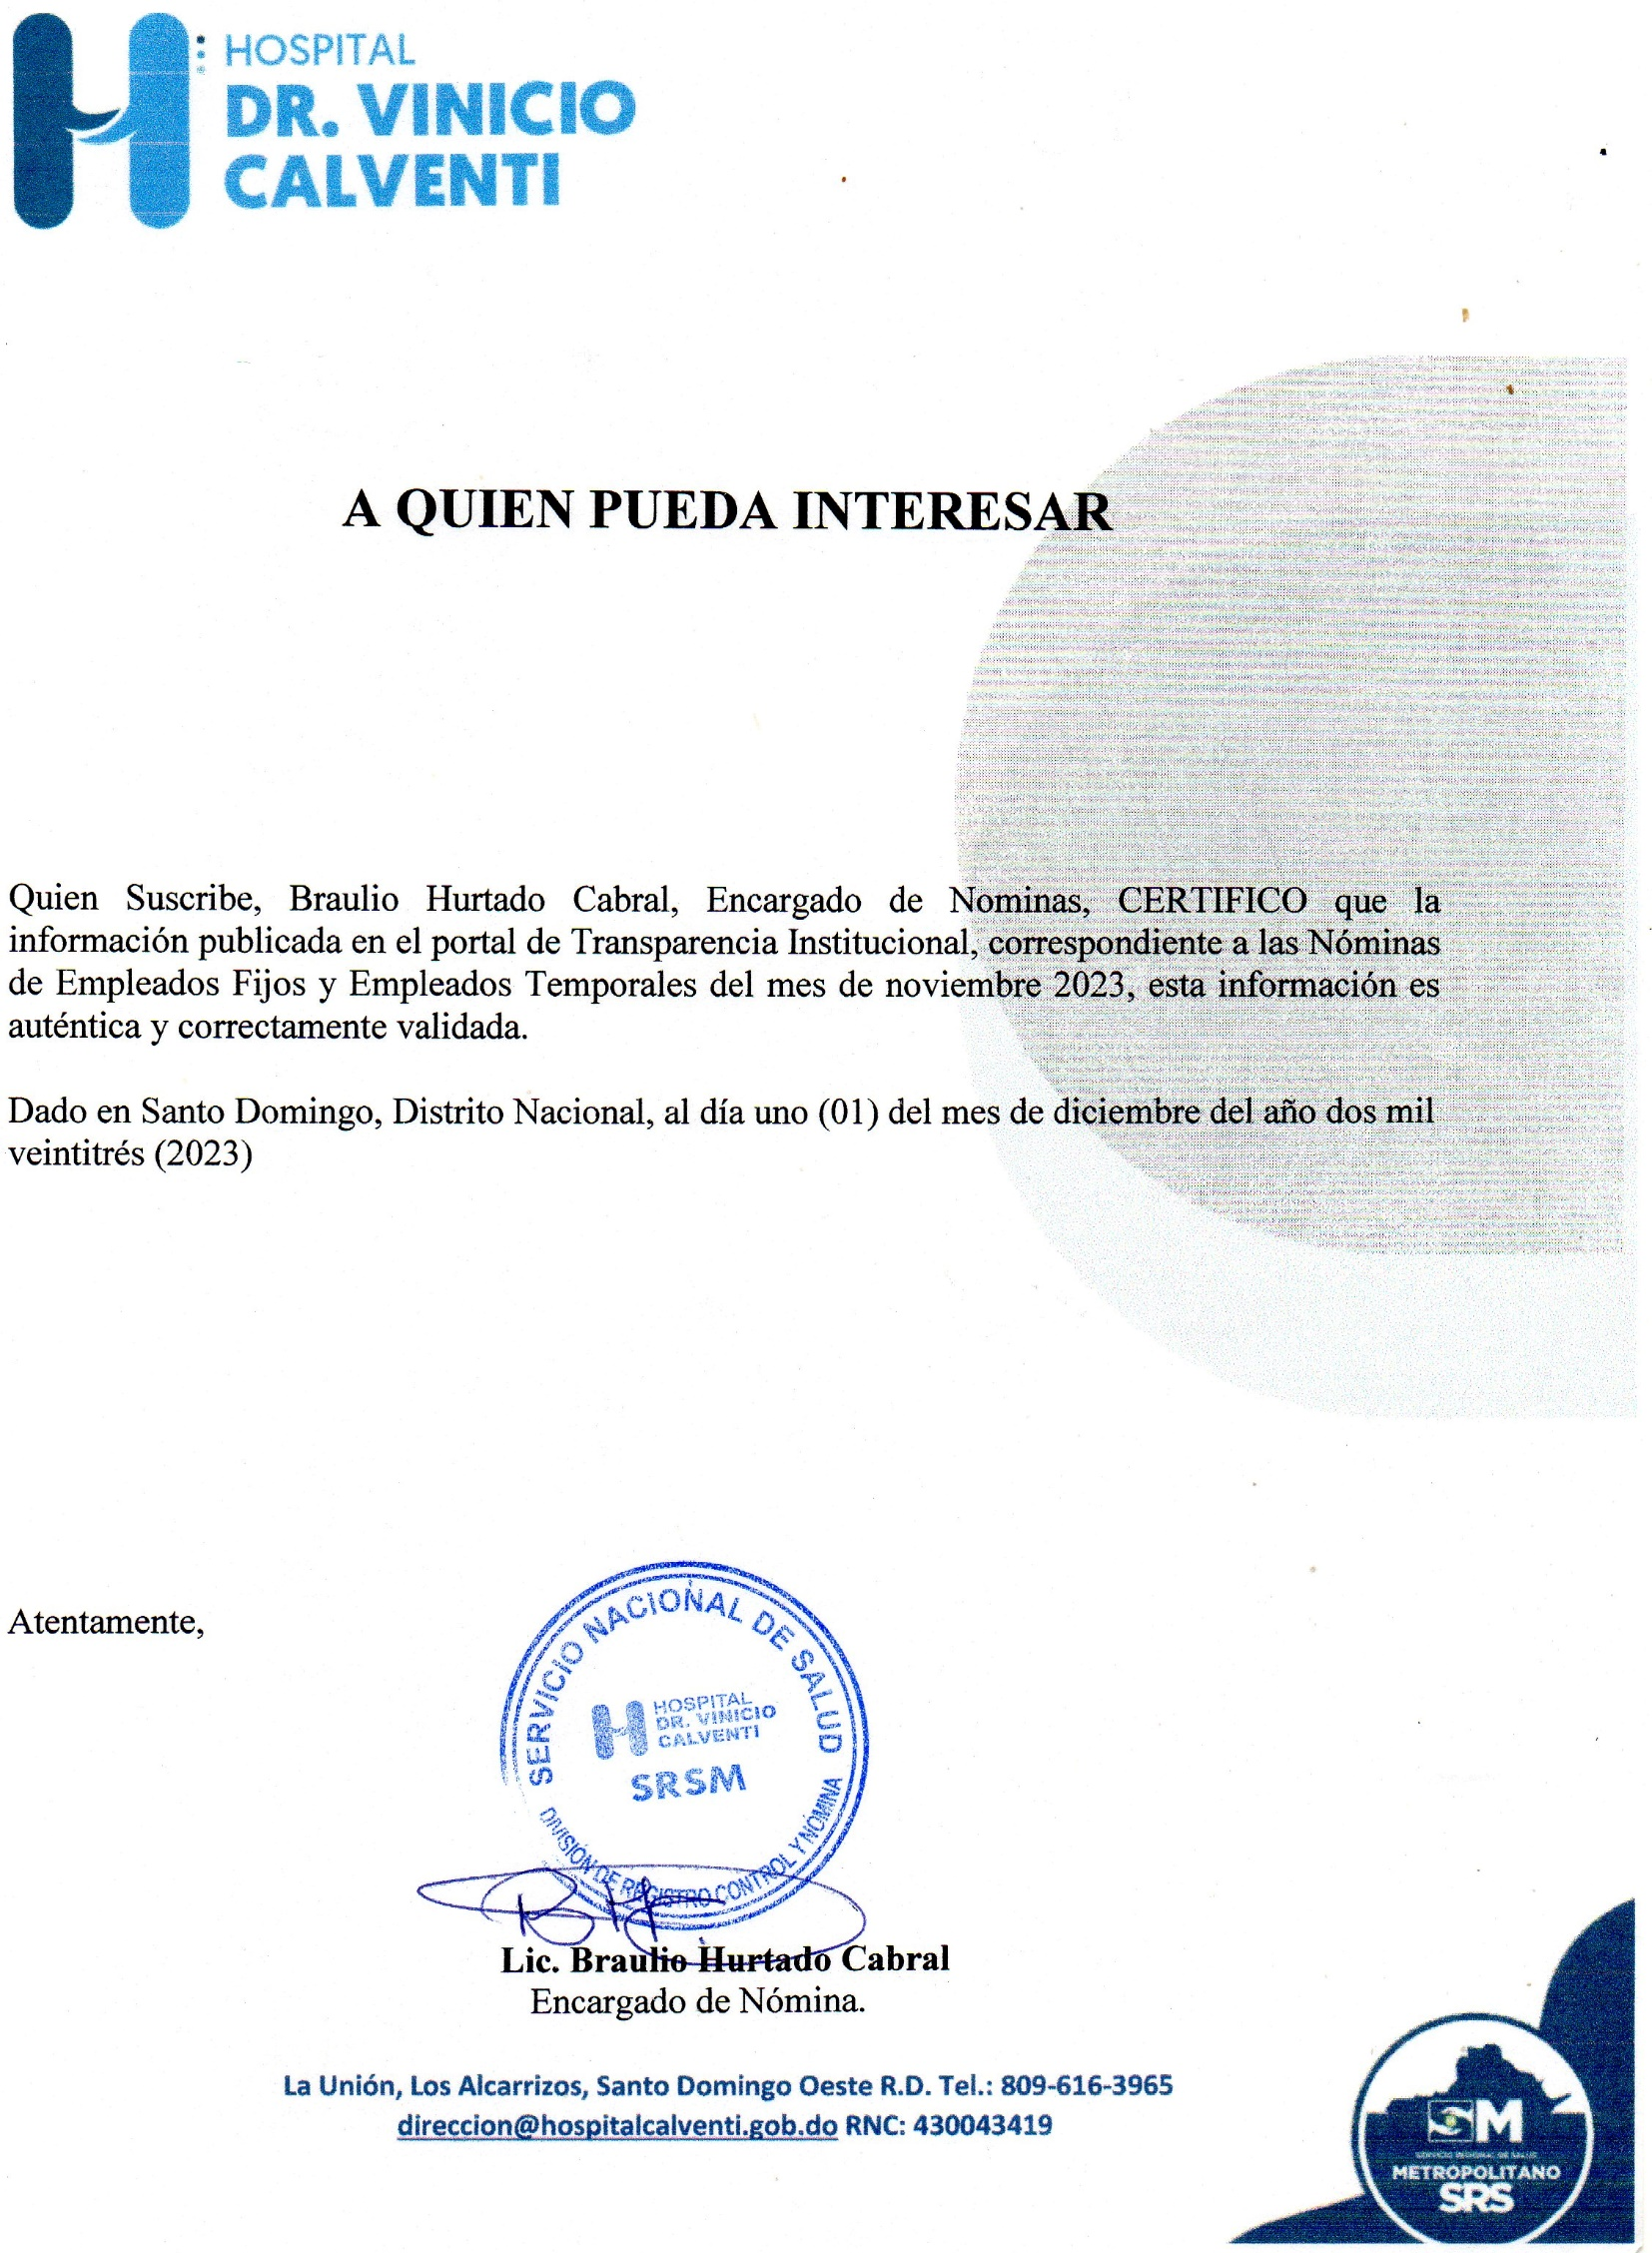 HOSPITAL
DR. VINICIO
CALVENTI
A QUIEN PUEDA INTERESAR
Quien Suscribe, Braulio Hurtado Cabral, Encargado de Nominas, CERTIFICO que la
información publicada en el portal de Transparencia Institucional, correspondiente a las Nóminas
de Empleados Fijos y Empleados Temporales del mes de noviembre 2023, esta información es
auténtica y correctamente validada.
Dado en Santo Domingo, Distrito Nacional, al día uno (01) del mes de diciembre del año dos mil
veintitrés (2023)
Atentamente,
SERVICIO NACIONAL DE SALUD
HOSPITAL
DR. VINICIO
CALVENTI
SRSM
DIVISIÓN DE REGISTRO CONTROL Y NÓMINA
Lic. Braulio Hurtado Cabral
Encargado de Nómina.
La Unión, Los Alcarrizos, Santo Domingo Oeste R.D. Tel.: 809-616-3965
direccion@hospitalcalventi.gob.do RNC: 430043419
SM
SERVICIO REGIONAL DE SALUD
METROPOLITANO
SRS